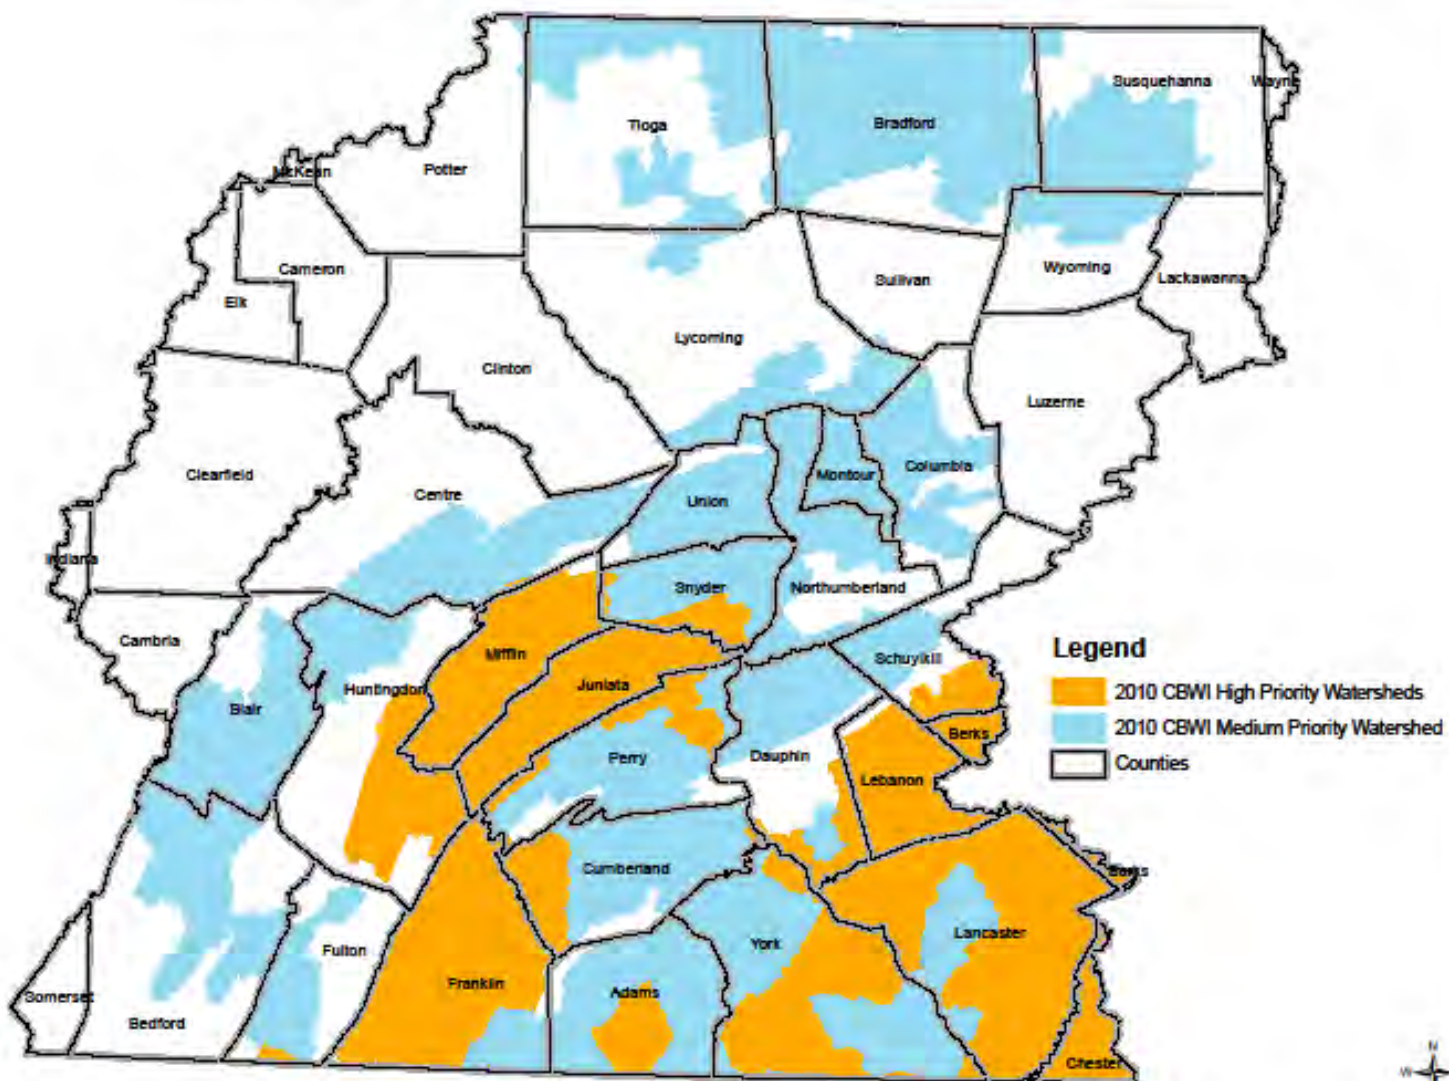 Susquehanna
Wayne
Tioga
Bradford
McKean
Potter
Cameron
Sullivan
Wyoming
Lackawanna
Elk
Lycoming
Clinton
Luzerne
Clearfield
Centre
Columbia
Montour
Union
Indiana
Snyder
Northumberland
Cambria
Mifflin
Schuylkill
Juniata
Huntingdon
Blair
Perry
Dauphin
Berks
Lebanon
Legend
2010 CBWI High Priority Watersheds
2010 CBWI Medium Priority Watershed
Counties
Cumberland
Berks
Lancaster
York
Fulton
Franklin
Adams
Somerset
Bedford
Chester
N
W